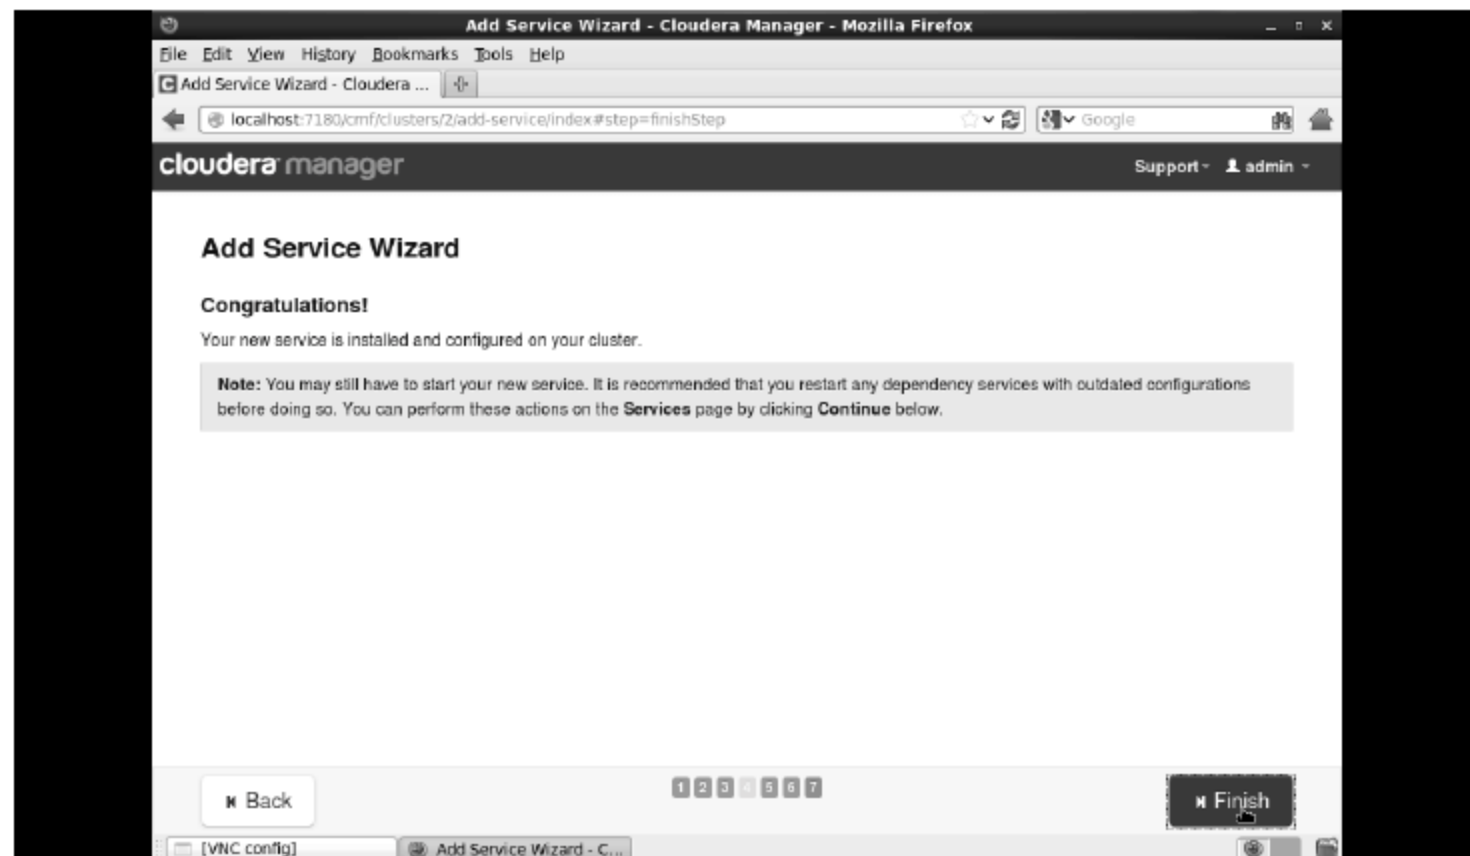 Add Service Wizard - Cloudera Manager - Mozilla Firefox
File Edit View History Bookmarks Tools Help
Add Service Wizard - Cloudera ...
localhost:7180/cmf/clusters/2/add-service/index#step=finishStep
Google
cloudera manager
Support admin
Add Service Wizard
Congratulations!
Your new service is installed and configured on your cluster.
Note: You may still have to start your new service. It is recommended that you restart any dependency services with outdated configurations
before doing so. You can perform these actions on the Services page by clicking Continue below.
Back
1 2 3 4 5 6 7
Finish
[VNC config]
Add Service Wizard - C...